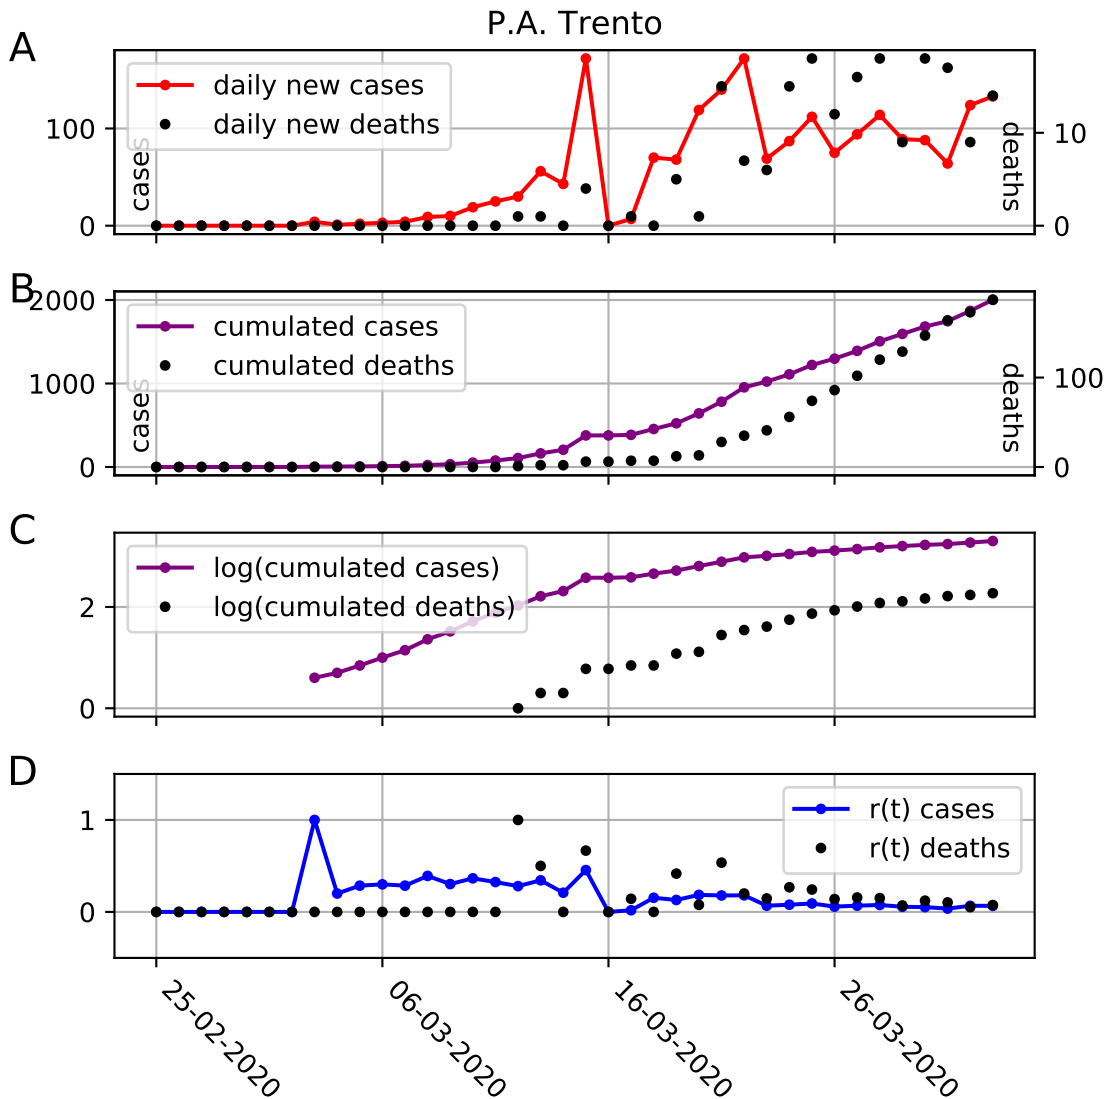 P.A. Trento
A
daily new cases
daily new deaths
100
0
cases
10
0
deaths
B
cumulated cases
cumulated deaths
2000
1000
0
cases
100
0
deaths
C
log(cumulated cases)
log(cumulated deaths)
2
0
D
r(t) cases
r(t) deaths
1
0
25-02-2020
06-03-2020
16-03-2020
26-03-2020